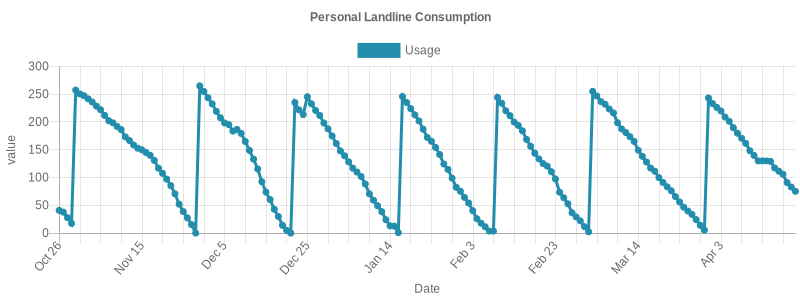 Personal Landline Consumption
Usage
value
300
250
200
150
100
50
0
Oct 26
Nov 15
Dec 5
Dec 25
Jan 14
Feb 3
Feb 23
Mar 14
Apr 3
Date